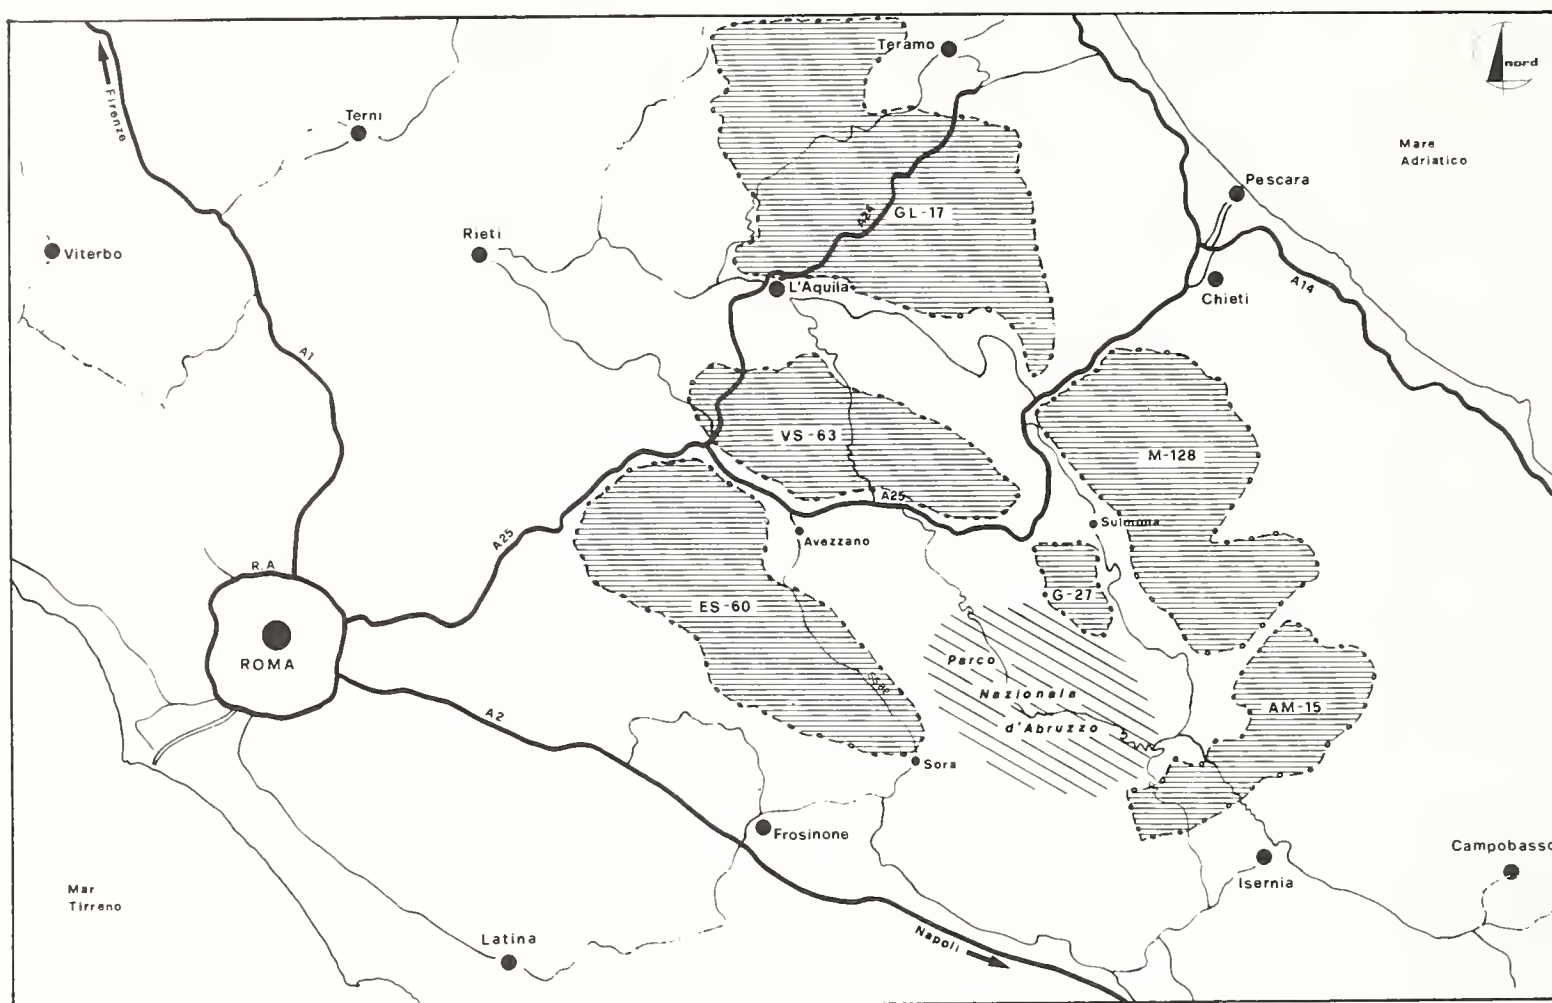 Teramo
nord
Firenze
Terni
Mare
Adriatico
Pescara
GL-17
A24
Rieti
Viterbo
L'Aquila
Chieti
A14
A1
VS-63
M-128
A25
Sulmona
A25
Avezzano
R.A
G-27
ES-60
ROMA
Parco
Nazionale
d'Abruzzo
AM-15
A2
Sora
Frosinone
Campobasso
Isernia
Mar
Tirreno
Latina
Napoli